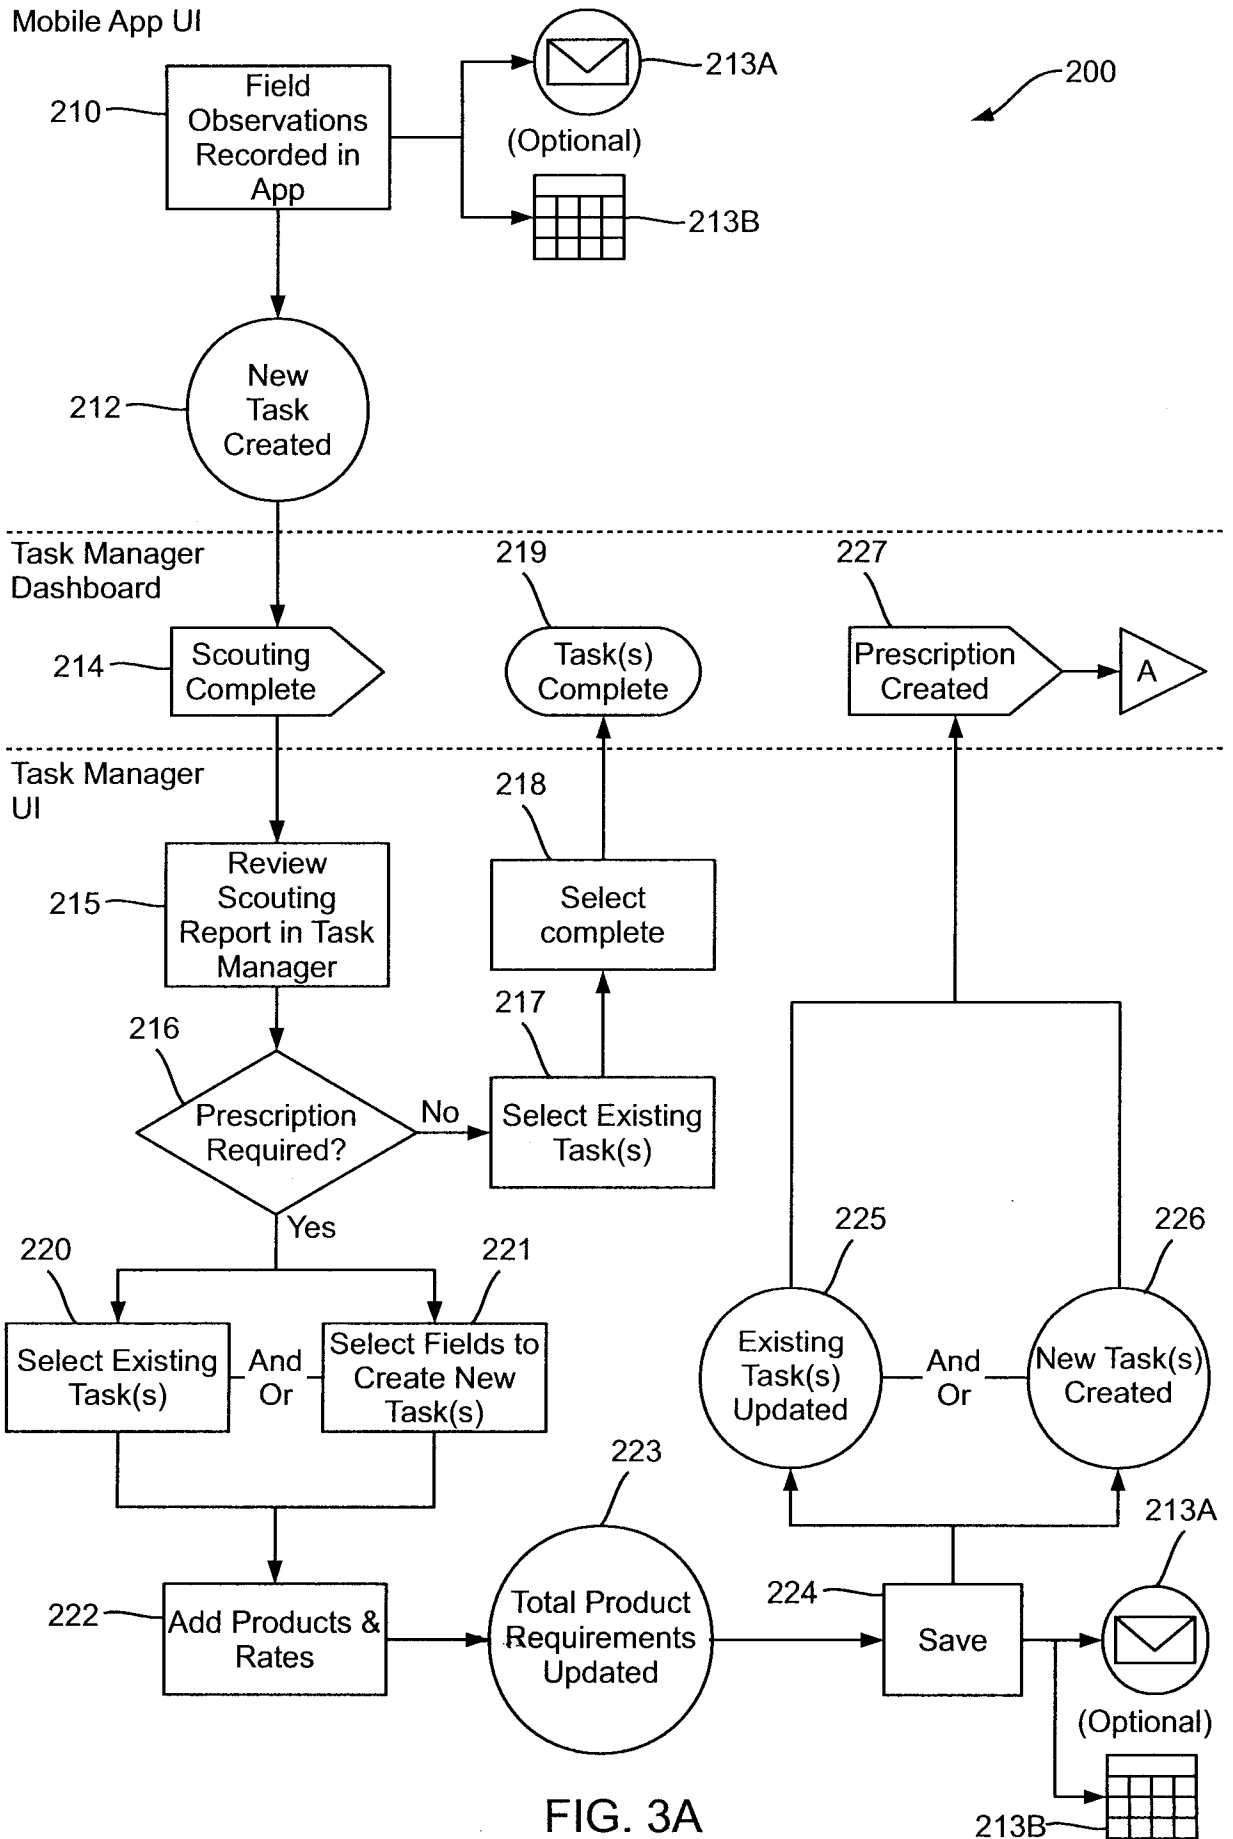 Mobile App UI
210
Field
Observations
Recorded in
App
213A
(Optional)
213B
200
212
New
Task
Created
Task Manager
Dashboard
219
227
214
Scouting
Complete
Task(s)
Complete
Prescription
Created
A
Task Manager
UI
218
215
Review
Scouting
Report in Task
Manager
Select
complete
217
216
Prescription
Required?
No
Select Existing
Task(s)
Yes
220
221
225
226
Select Existing
Task(s)
And
Or
Select Fields to
Create New
Task(s)
Existing
Task(s)
Updated
And
Or
New Task(s)
Created
223
213A
222
Add Products &
Rates
Total Product
Requirements
Updated
224
Save
(Optional)
213B
FIG. 3A